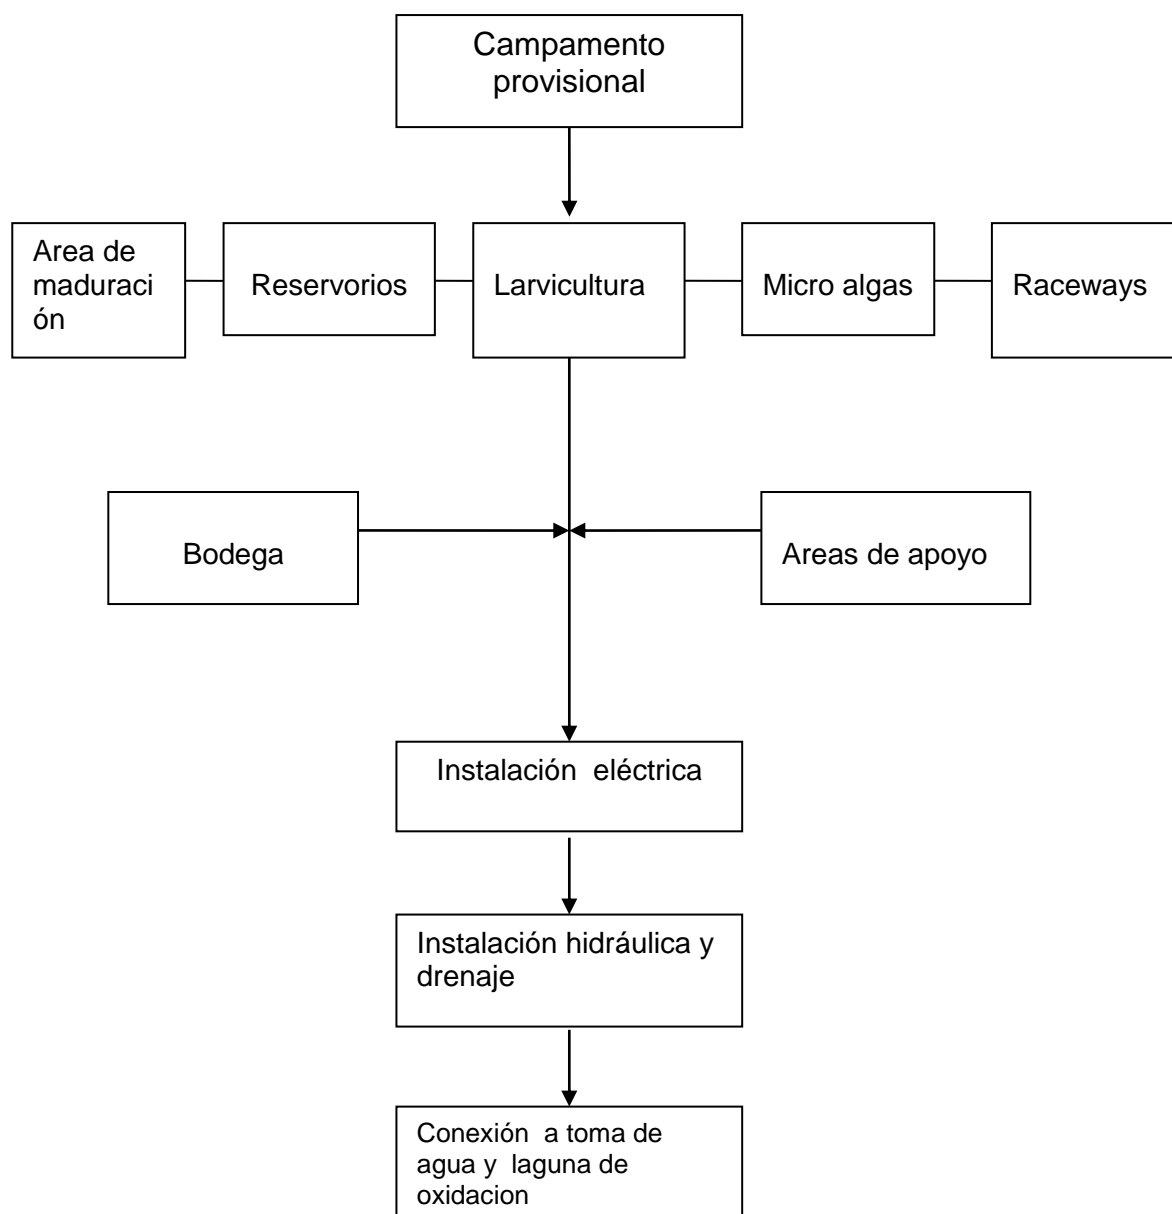 Campamento
provisional
Area de
maduraci
ón
Reservorios
Larvicultura
Micro algas
Raceways
Bodega
Areas de apoyo
Instalación eléctrica
Instalación hidráulica y
drenaje
Conexión a toma de
agua y laguna de
oxidacion